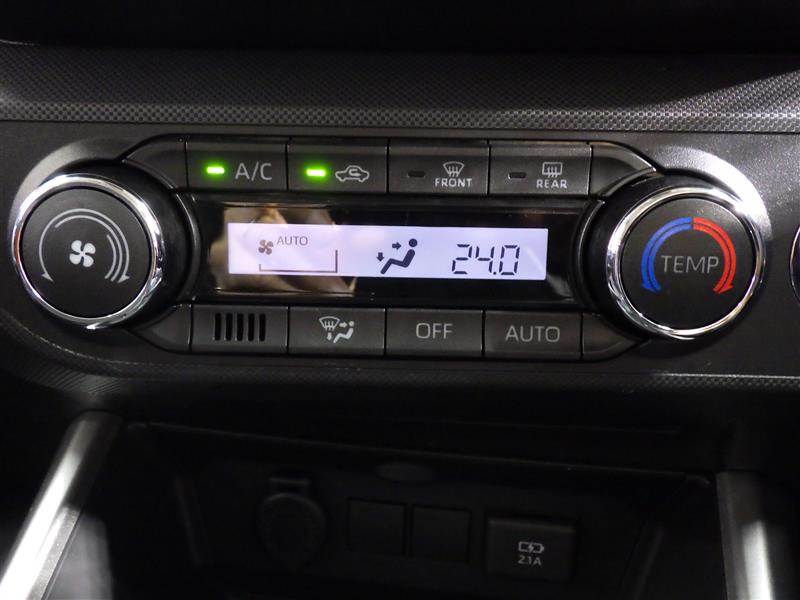 A/C
FRONT
REAR
AUTO
24.0
TEMP
OFF
AUTO
2.1A